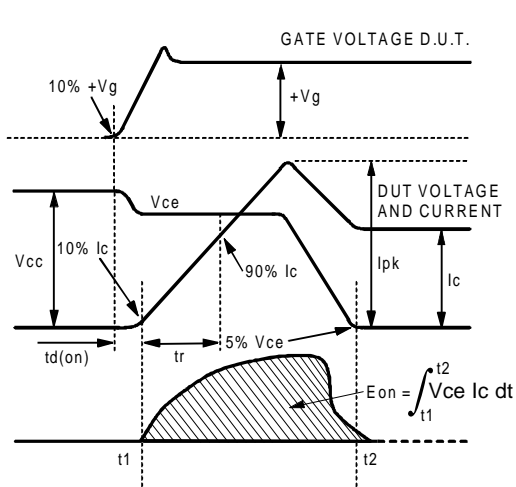 GATE VOLTAGE D.U.T.
10% +Vg
+Vg
Vce
DUT VOLTAGE
AND CURRENT
10% Ic
Vcc
90% Ic
Ipk
Ic
td(on)
tr
5% Vce
Eon = ∫ Vce Ic dt
t2
t1
t1
t2